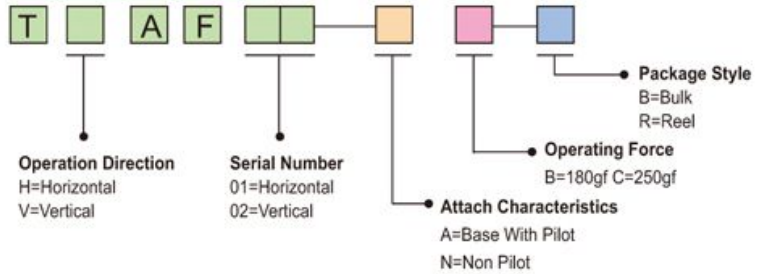 T A F
Package Style
B=Bulk
R=Reel
Operating Force
B=180gf C=250gf
Operation Direction
H=Horizontal
V=Vertical
Serial Number
01=Horizontal
02=Vertical
Attach Characteristics
A=Base With Pilot
N=Non Pilot